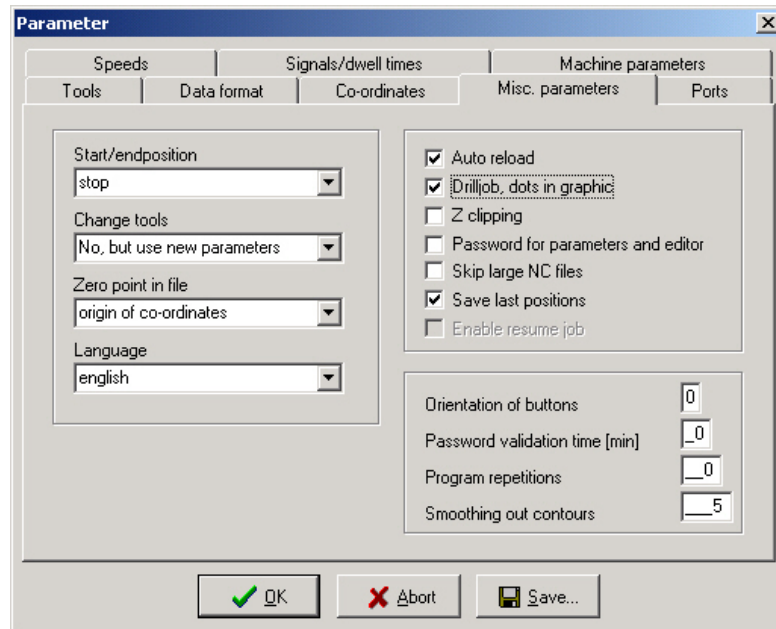 Parameter
Speeds
Signals/dwell times
Machine parameters
Tools
Data format
Co-ordinates
Misc. parameters
Ports
Start/endposition
stop
Change tools
No, but use new parameters
Zero point in file
origin of co-ordinates
Language
english
Auto reload
Drilljob, dots in graphic
Z clipping
Password for parameters and editor
Skip large NC files
Save last positions
Enable resume job
Orientation of buttons
0
Password validation time [min]
_0
Program repetitions
__0
Smoothing out contours
___5
OK
Abort
Save...